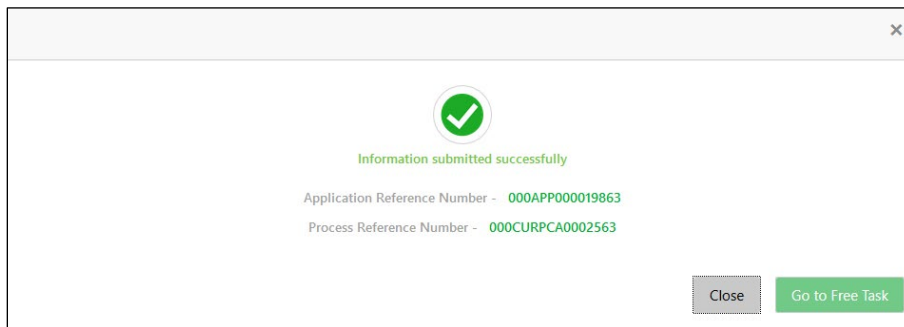 ×
Information submitted successfully
Application Reference Number - 000APP000019863
Process Reference Number - 000CURPCA0002563
Close Go to Free Task